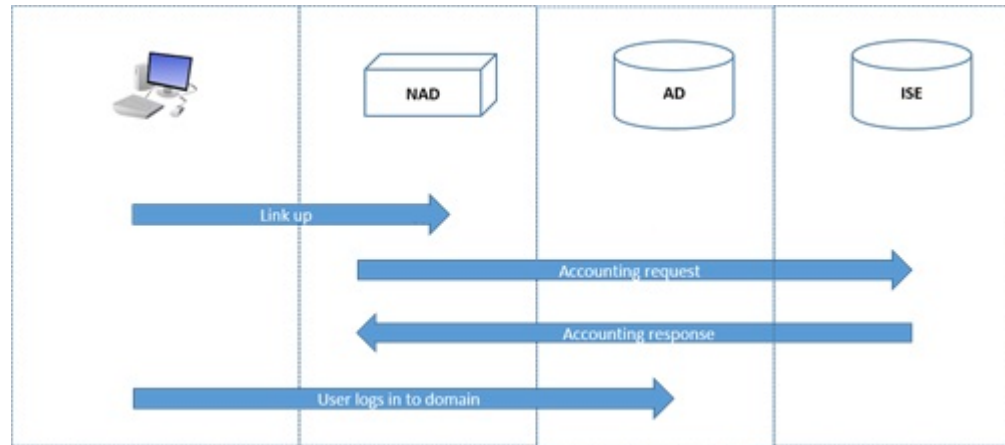 NAD
AD
ISE
Link up
Accounting request
Accounting response
User logs in to domain